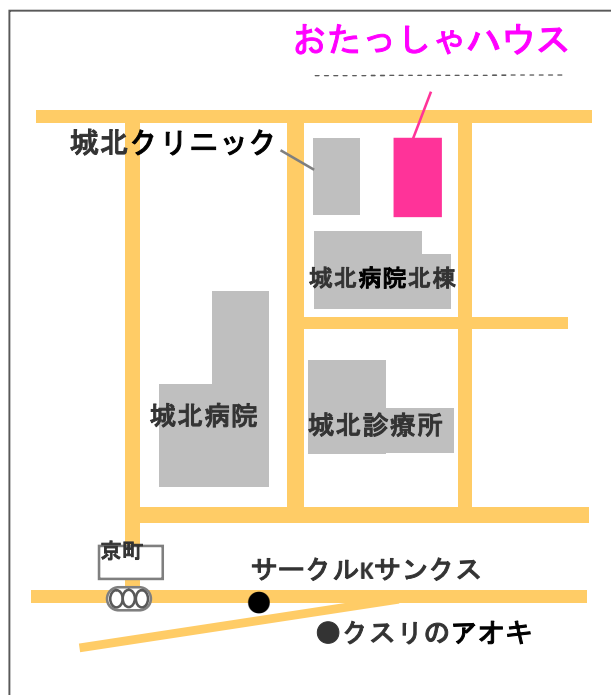 おたっしゃハウス
城北クリニック
城北病院北棟
城北病院
城北診療所
京町
サークルKサンクス
●クスリのアオキ